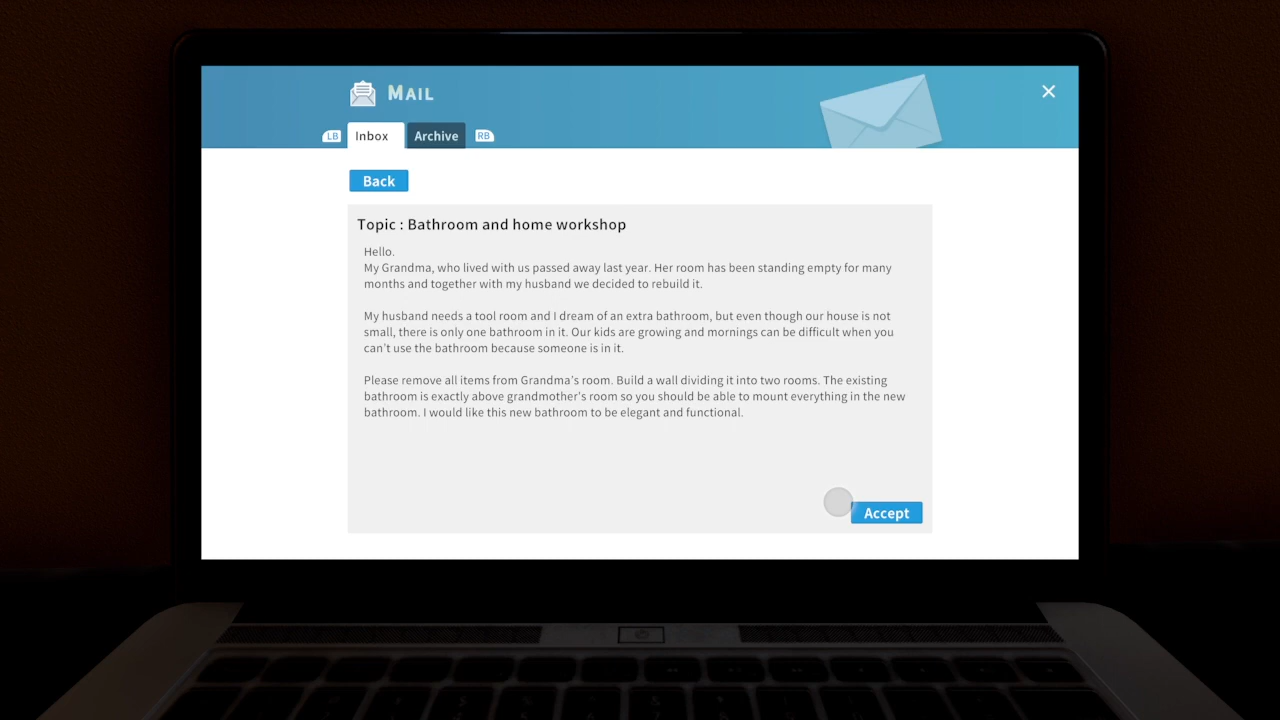 MAIL
LB Inbox Archive RB
Back
Topic : Bathroom and home workshop
Hello.
My Grandma, who lived with us passed away last year. Her room has been standing empty for many
months and together with my husband we decided to rebuild it.
My husband needs a tool room and I dream of an extra bathroom, but even though our house is not
small, there is only one bathroom in it. Our kids are growing and mornings can be difficult when you
can't use the bathroom because someone is in it.
Please remove all items from Grandma's room. Build a wall dividing it into two rooms. The existing
bathroom is exactly above grandmother's room so you should be able to mount everything in the new
bathroom. I would like this new bathroom to be elegant and functional.
Accept